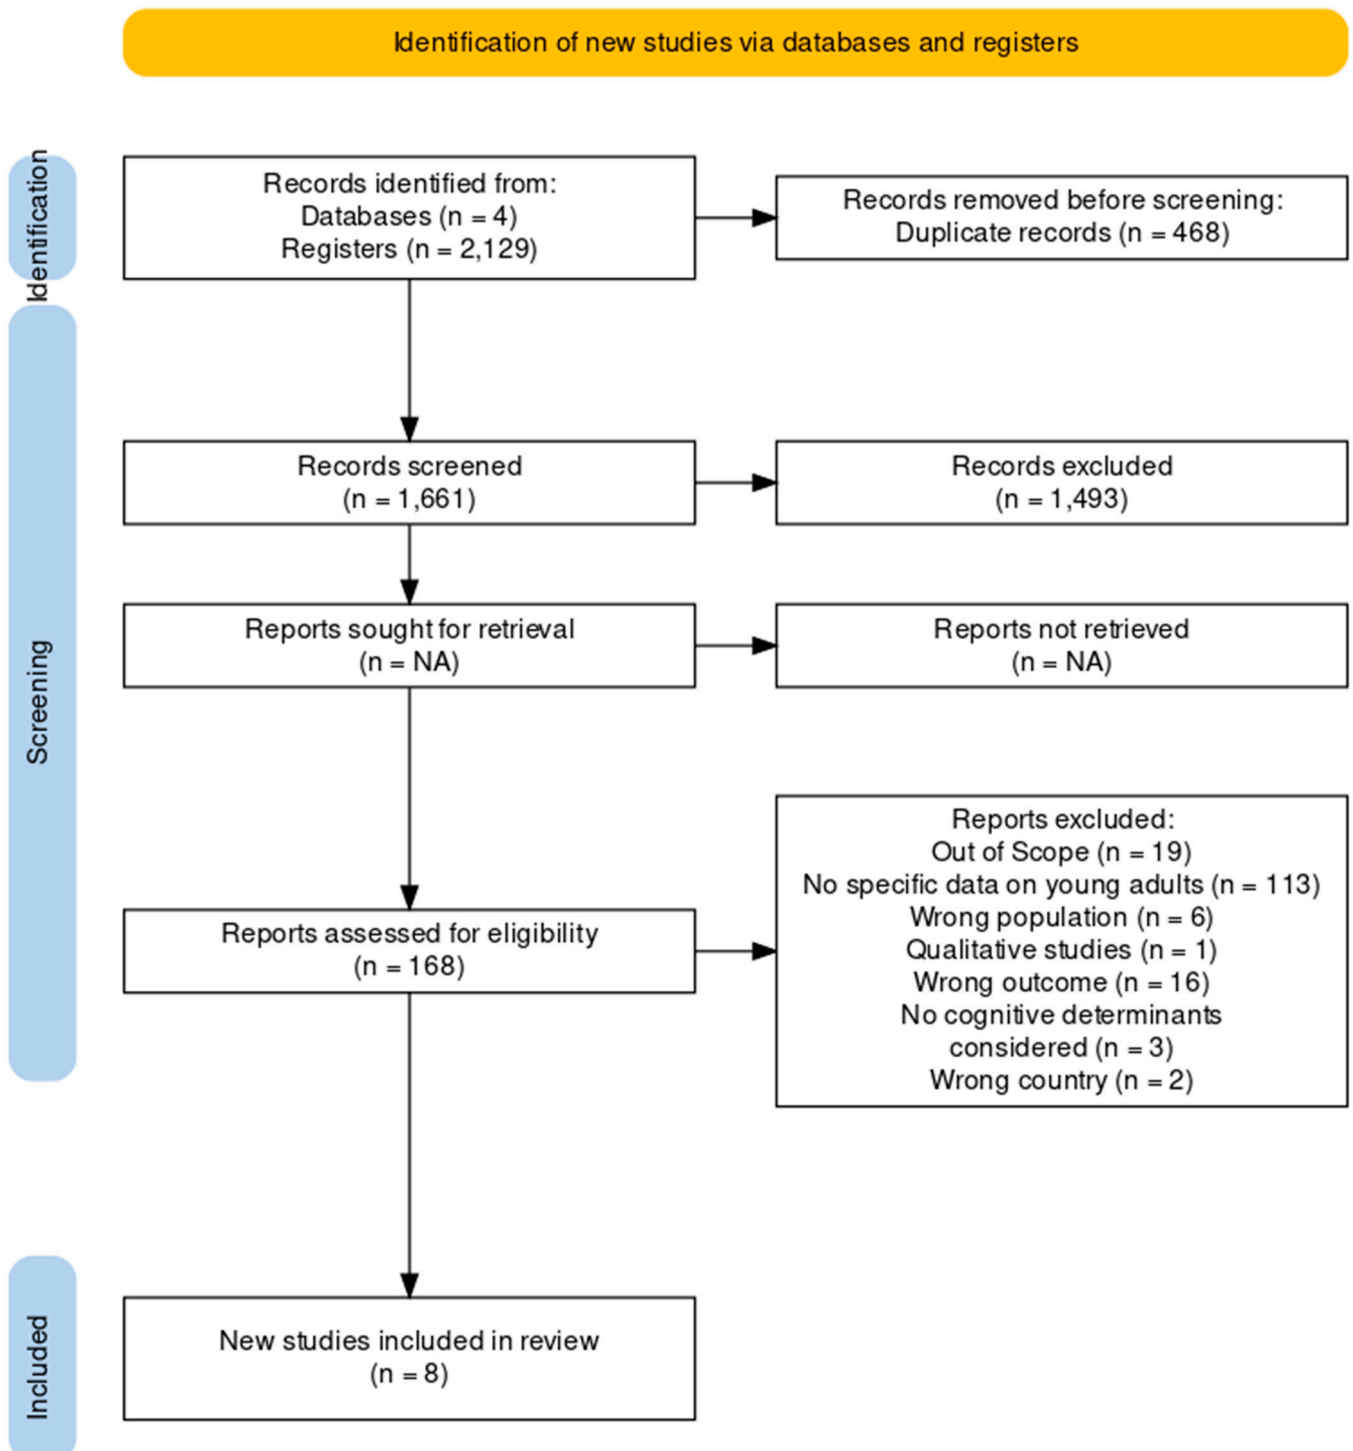 Identification of new studies via databases and registers
Identification
Records identified from:
Databases (n = 4)
Registers (n = 2,129)
Records removed before screening:
Duplicate records (n = 468)
Screening
Records screened
(n = 1,661)
Records excluded
(n = 1,493)
Reports sought for retrieval
(n = NA)
Reports not retrieved
(n = NA)
Reports assessed for eligibility
(n = 168)
Reports excluded:
Out of Scope (n = 19)
No specific data on young adults (n = 113)
Wrong population (n = 6)
Qualitative studies (n = 1)
Wrong outcome (n = 16)
No cognitive determinants
considered (n = 3)
Wrong country (n = 2)
Included
New studies included in review
(n = 8)